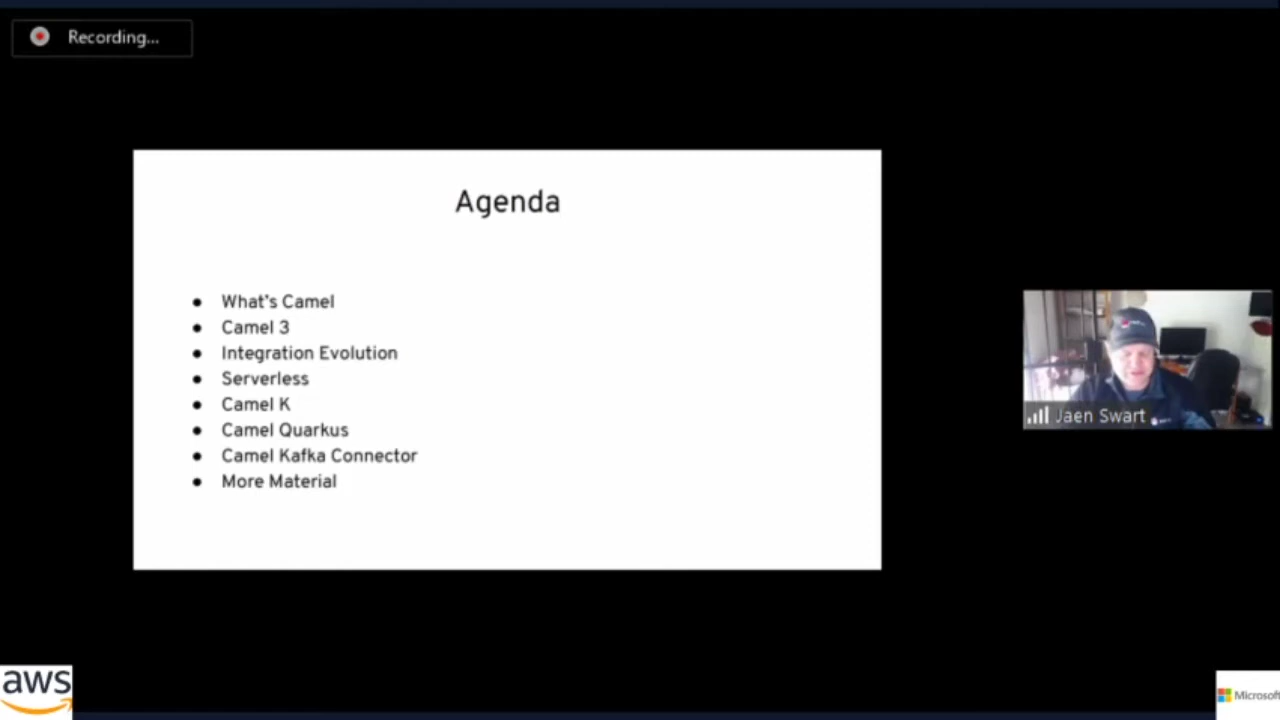 Recording...
Agenda
● What's Camel
● Camel 3
● Integration Evolution
● Serverless
● Camel K
● Camel Quarkus
● Camel Kafka Connector
● More Material
Jaen Swart
aws
Microsoft